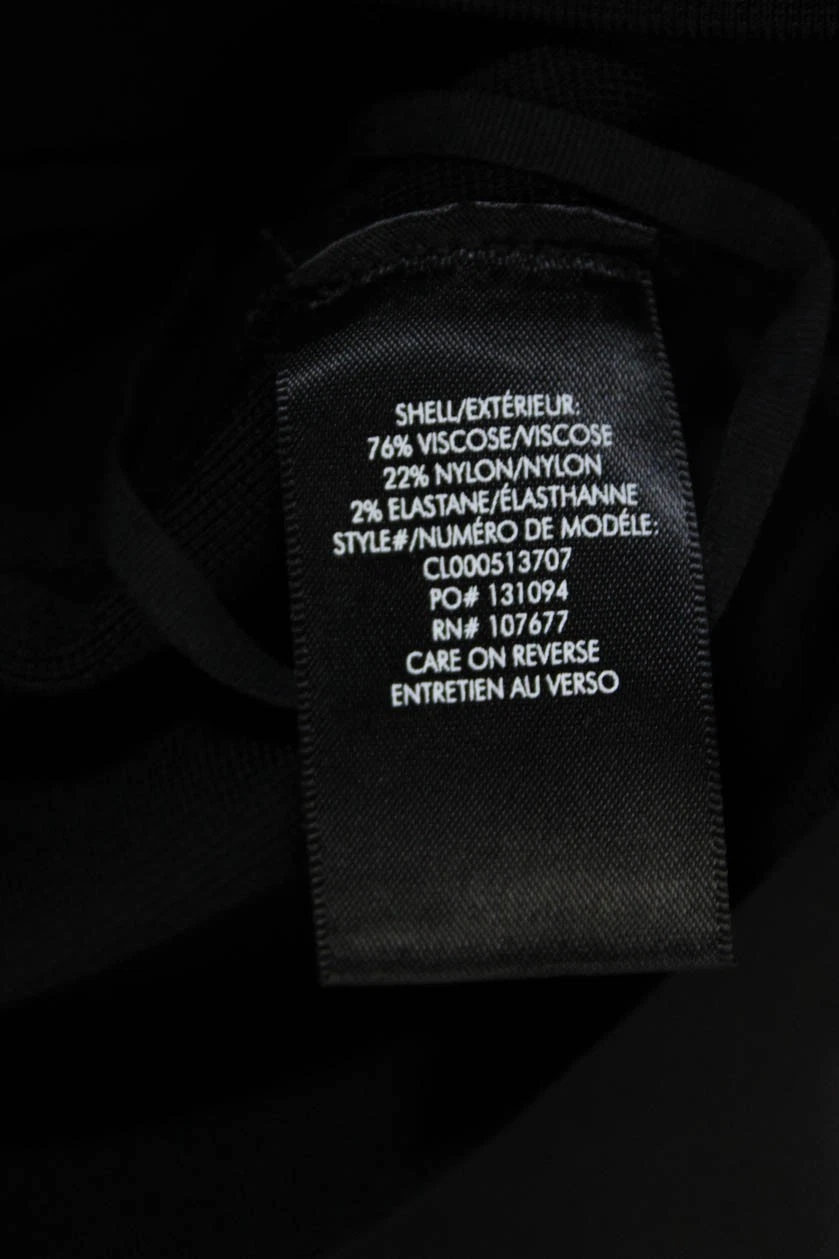 SHELL/EXTÉRIEUR:
76% VISCOSE/VISCOSE
22% NYLON/NYLON
2% ELASTANE/ÉLASTHANNE
STYLE#/NUMÉRO DE MODÉLE:
CL000513707
PO# 131094
RN# 107677
CARE ON REVERSE
ENTRETIEN AU VERSO